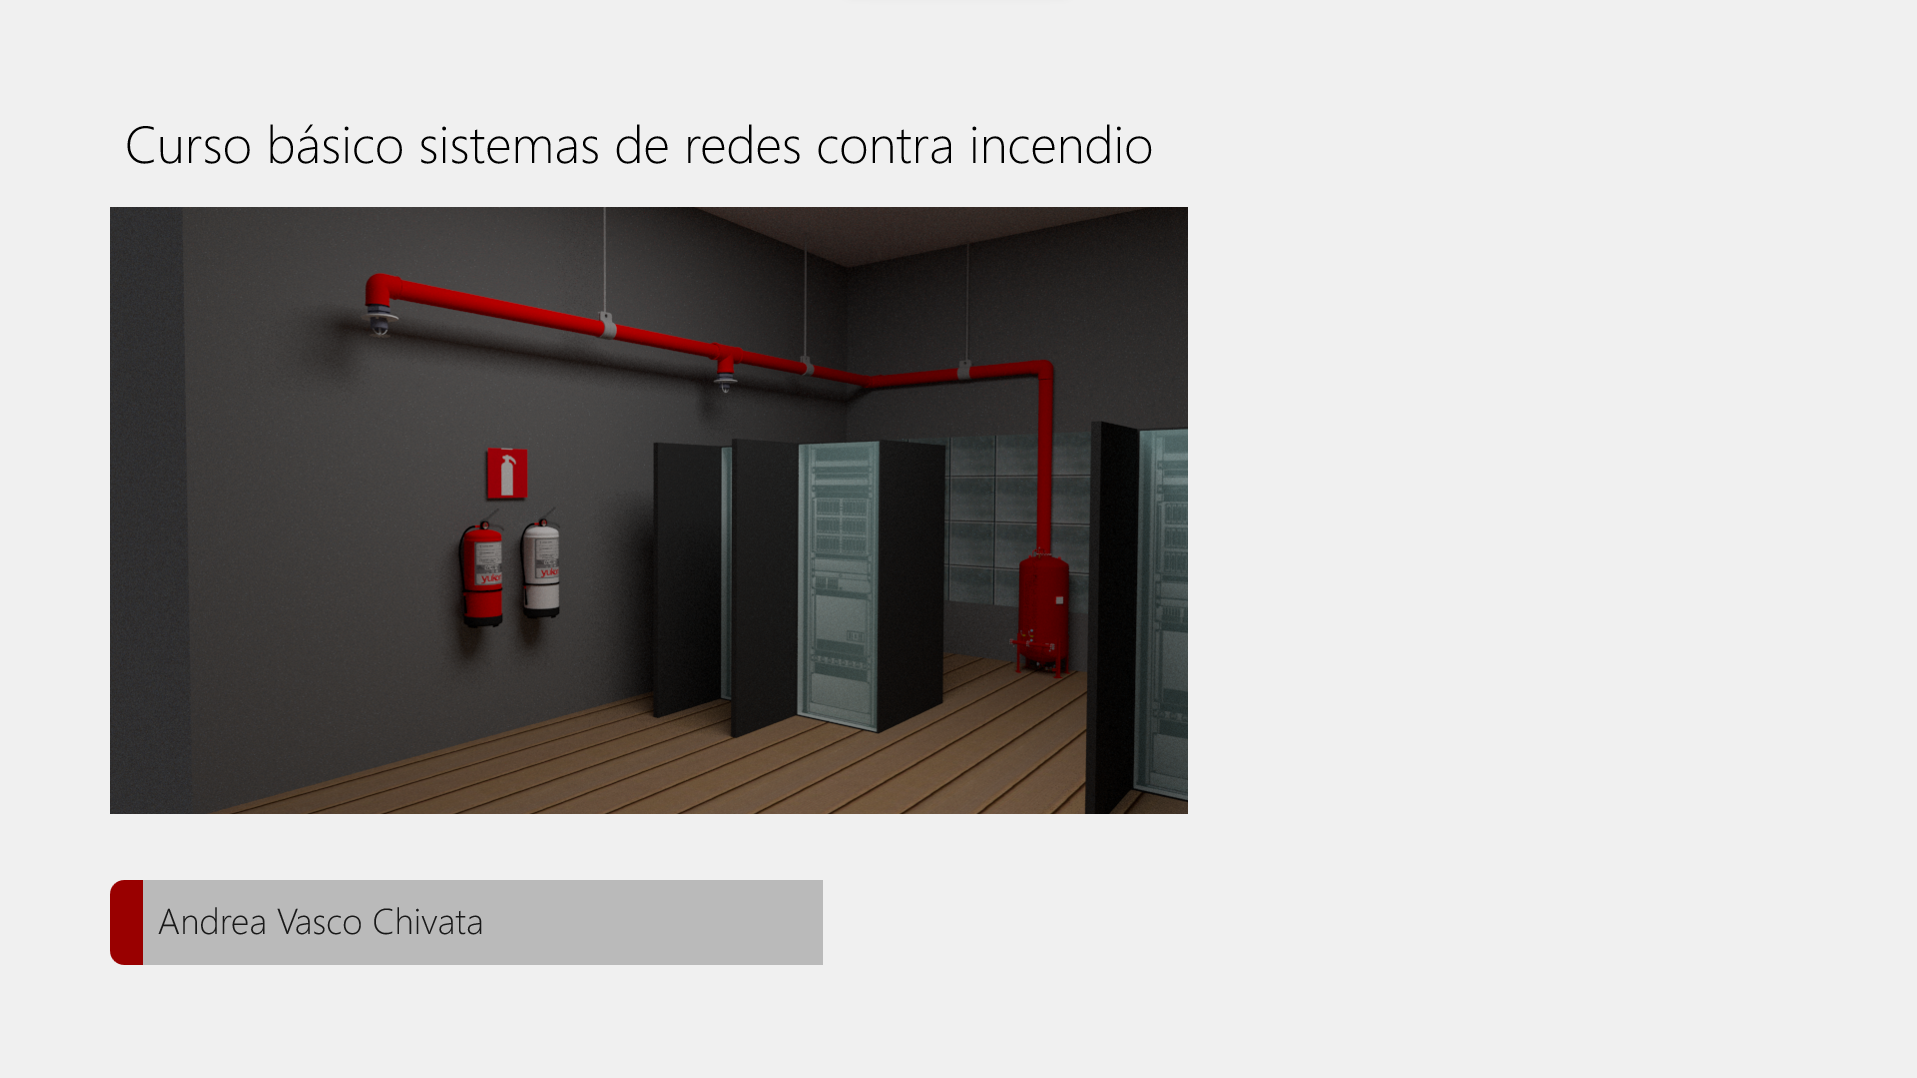 Curso básico sistemas de redes contra incendio
Andrea Vasco Chivata